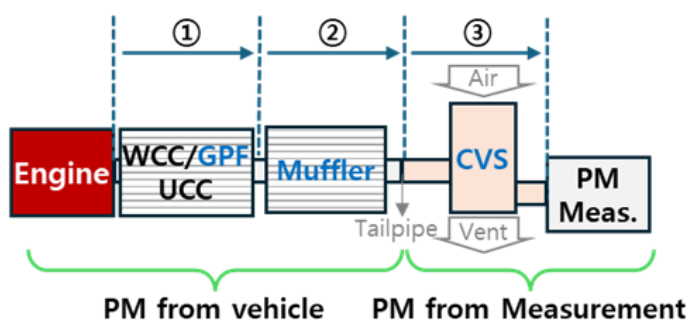 ① ② ③
Air
Engine
WCC/GPF
UCC
Muffler
CVS
PM
Meas.
Tailpipe
Vent
PM from vehicle
PM from Measurement